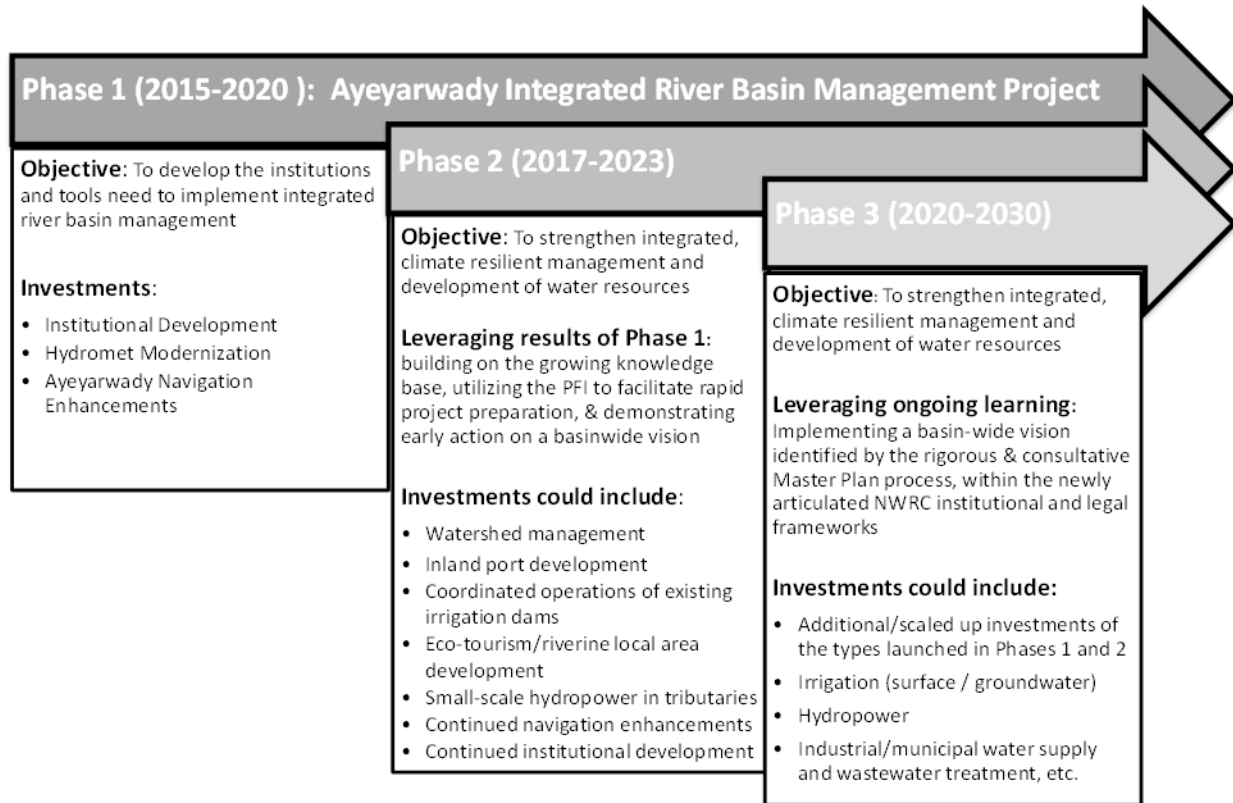 Phase 1 (2015-2020 ): Ayeyarwady Integrated River Basin Management Project
Objective: To develop the institutions
and tools need to implement integrated
river basin management
Investments:
• Institutional Development
• Hydromet Modernization
• Ayeyarwady Navigation
Enhancements
Phase 2 (2017-2023)
Objective: To strengthen integrated,
climate resilient management and
development of water resources
Leveraging results of Phase 1:
building on the growing knowledge
base, utilizing the PFI to facilitate rapid
project preparation, & demonstrating
early action on a basinwide vision
Investments could include:
• Watershed management
• Inland port development
• Coordinated operations of existing
irrigation dams
• Eco-tourism/riverine local area
development
• Small-scale hydropower in tributaries
• Continued navigation enhancements
• Continued institutional development
Phase 3 (2020-2030)
Objective: To strengthen integrated,
climate resilient management and
development of water resources
Leveraging ongoing learning:
Implementing a basin-wide vision
identified by the rigorous & consultative
Master Plan process, within the newly
articulated NWRC institutional and legal
frameworks
Investments could include:
• Additional/scaled up investments of
the types launched in Phases 1 and 2
• Irrigation (surface / groundwater)
• Hydropower
• Industrial/municipal water supply
and wastewater treatment, etc.